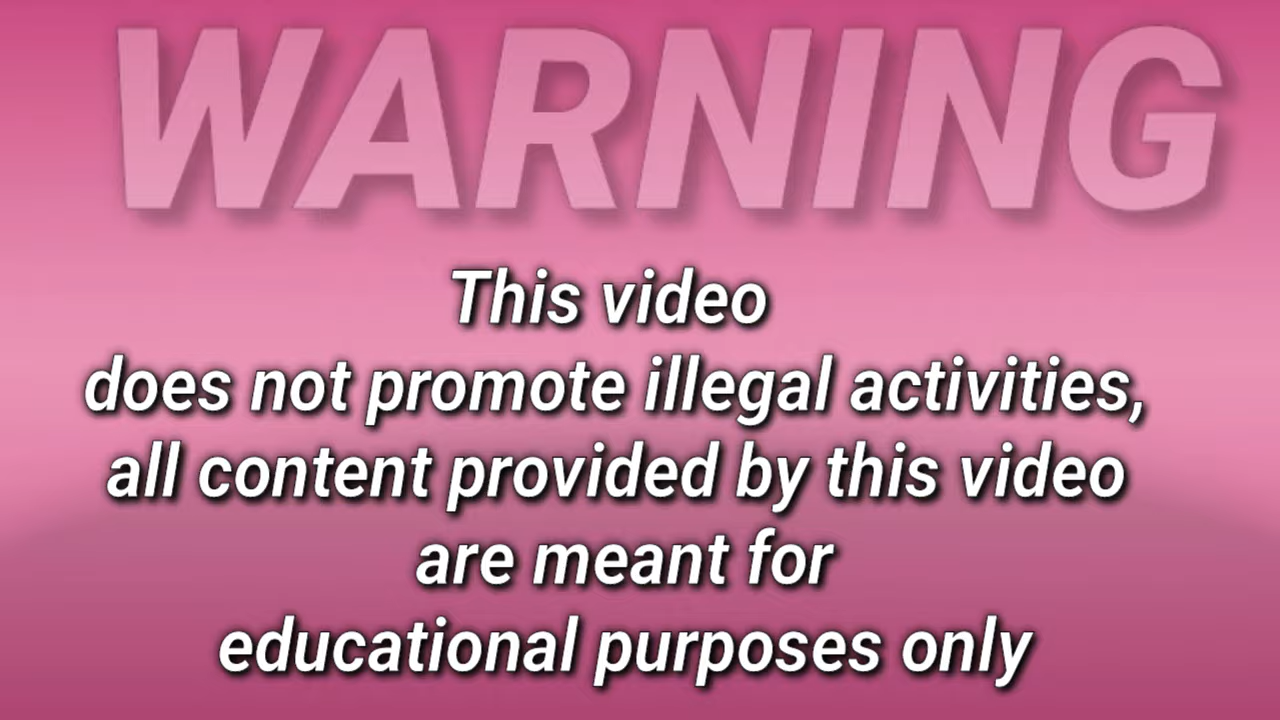 WARNING
This video
does not promote illegal activities,
all content provided by this video
are meant for
educational purposes only